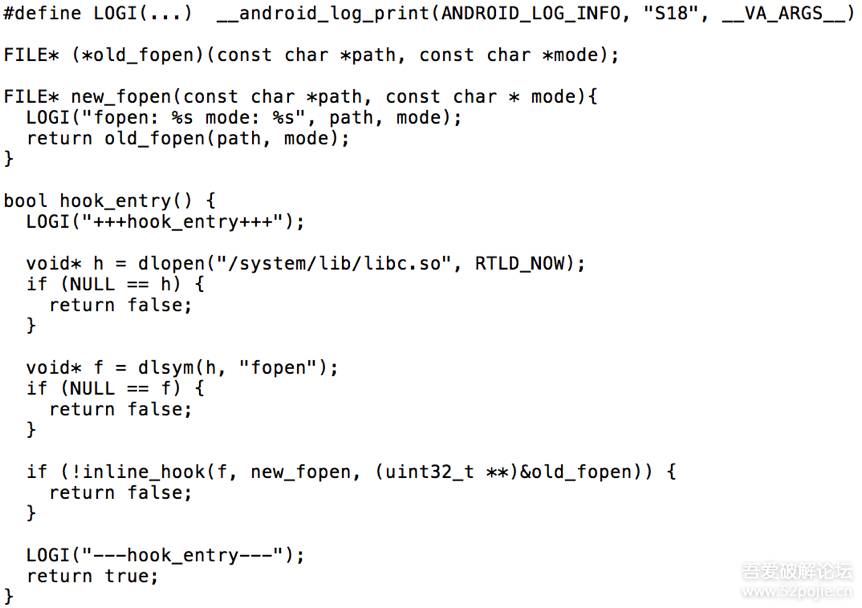 #define LOGI(...)  __android_log_print(ANDROID_LOG_INFO, "S18", __VA_ARGS__)
FILE* (*old_fopen)(const char *path, const char *mode);
FILE* new_fopen(const char *path, const char * mode){
  LOGI("fopen: %s mode: %s", path, mode);
  return old_fopen(path, mode);
}
bool hook_entry() {
  LOGI("+++hook_entry+++");
  void* h = dlopen("/system/lib/libc.so", RTLD_NOW);
  if (NULL == h) {
    return false;
  }
  void* f = dlsym(h, "fopen");
  if (NULL == f) {
    return false;
  }
  if (!inline_hook(f, new_fopen, (uint32_t **)&old_fopen)) {
    return false;
  }
  LOGI("---hook_entry---");
  return true;
}
吾爱破解论坛
www.52pojie.cn